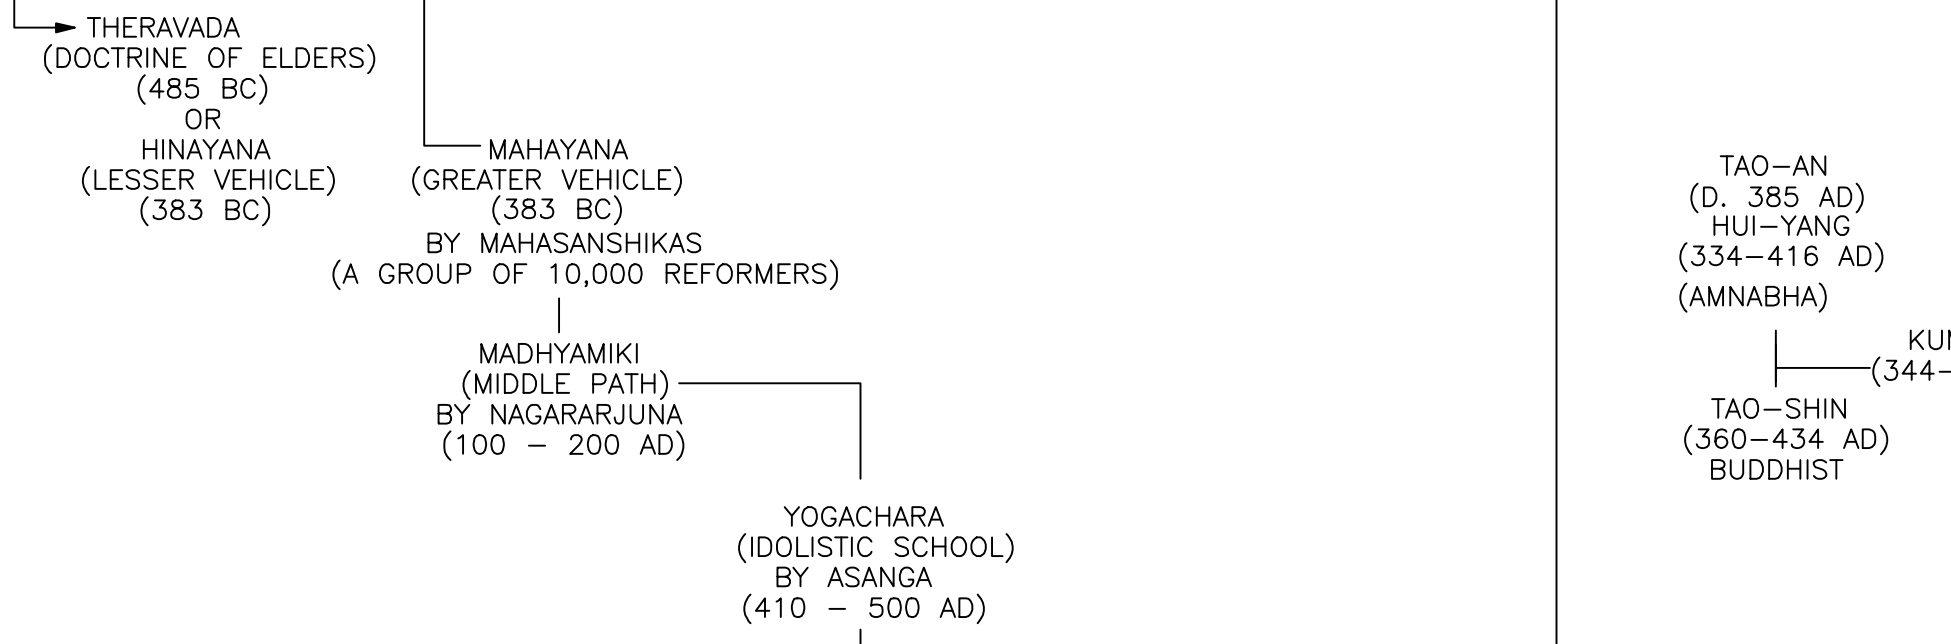 THERAVADA
(DOCTRINE OF ELDERS)
(485 BC)
OR
HINAYANA
(LESSER VEHICLE)
(383 BC)
MAHAYANA
(GREATER VEHICLE)
(383 BC)
BY MAHASANSHIKAS
(A GROUP OF 10,000 REFORMERS)
MADHYAMIKI
(MIDDLE PATH)
BY NAGARARJUNA
(100 – 200 AD)
YOGACHARA
(IDOLISTIC SCHOOL)
BY ASANGA
(410 – 500 AD)
TAO–AN
(D. 385 AD)
HUI–YANG
(334–416 AD)
(AMNABHA)
(344–
TAO–SHIN
(360–434 AD)
BUDDHIST